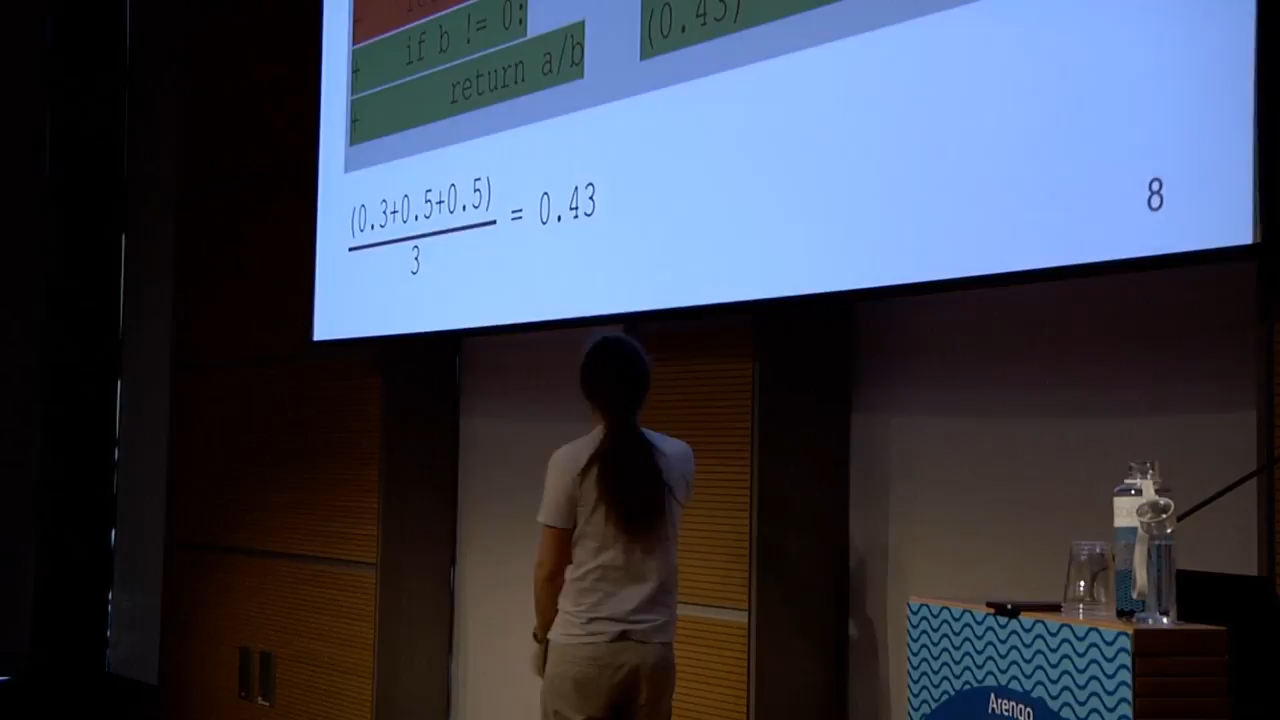 + if b != 0:
+ return a/b
(0.43)
(0.3+0.5+0.5)
3
= 0.43
8
Arengo